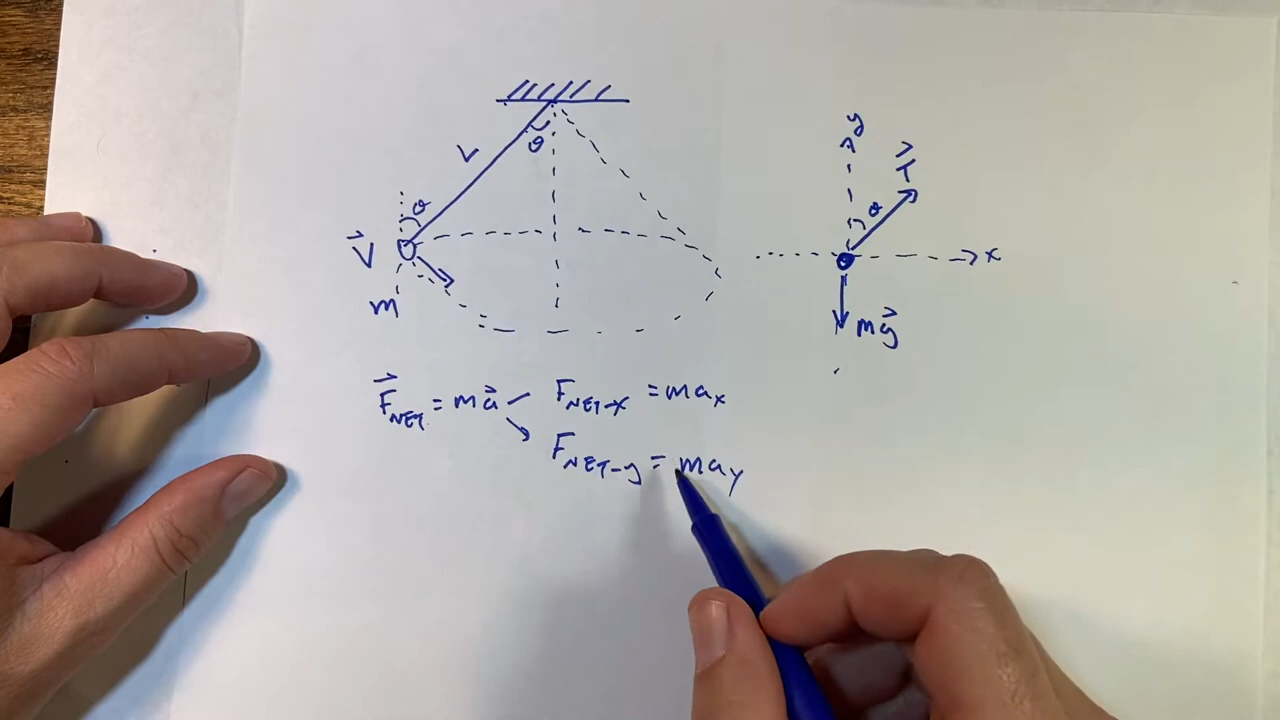 θ
L
θ
V
m
y
T
θ
x
mg
F_NET = ma
F_NET-x = ma_x
F_NET-y = ma_y